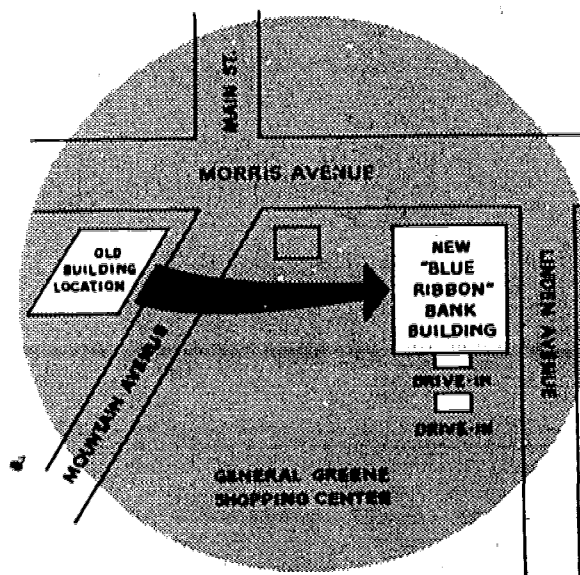 MAIN ST.
MORRIS AVENUE
OLD
BUILDING
LOCATION
NEW
"BLUE
RIBBON"
BANK
BUILDING
LINDEN AVENUE
MOUNTAIN AVENUE
DRIVE-IN
DRIVE-IN
GENERAL GREENE
SHOPPING CENTER